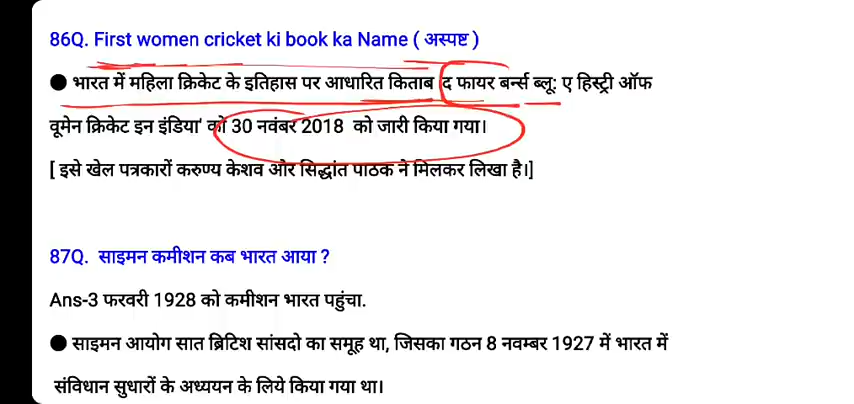 86Q. First women cricket ki book ka Name ( अस्पष्ट )
● भारत में महिला क्रिकेट के इतिहास पर आधारित किताब 'द फायर बर्न्स ब्लू: ए हिस्ट्री ऑफ
वूमेन क्रिकेट इन इंडिया' को 30 नवंबर 2018 को जारी किया गया।
[ इसे खेल पत्रकारों करुण्य केशव और सिद्धांत पाठक ने मिलकर लिखा है।]
87Q. साइमन कमीशन कब भारत आया ?
Ans-3 फरवरी 1928 को कमीशन भारत पहुंचा.
● साइमन आयोग सात ब्रिटिश सांसदो का समूह था, जिसका गठन 8 नवम्बर 1927 में भारत में
संविधान सुधारों के अध्ययन के लिये किया गया था।